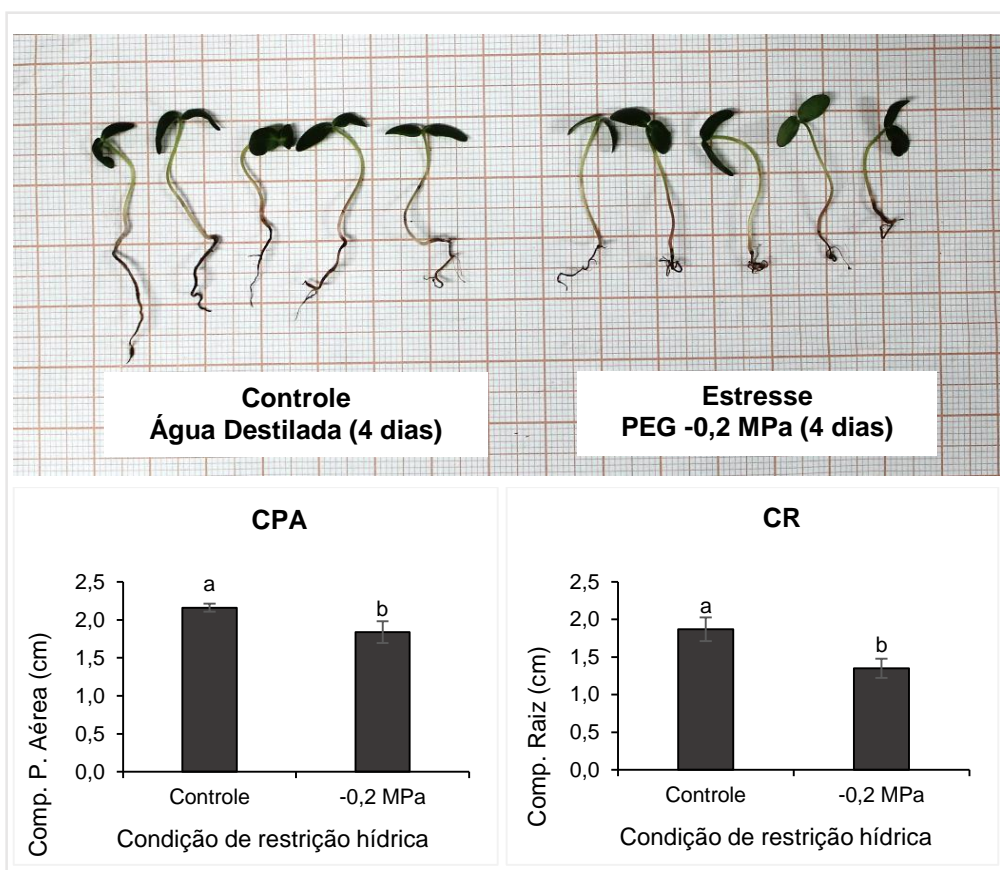 Controle
Água Destilada (4 dias)
Estresse
PEG -0,2 MPa (4 dias)
CPA
Comp. P. Aérea (cm)
2,5
2,0
1,5
1,0
0,5
0,0
a
b
Controle
-0,2 MPa
Condição de restrição hídrica
CR
Comp. Raiz (cm)
2,5
2,0
1,5
1,0
0,5
0,0
a
b
Controle
-0,2 MPa
Condição de restrição hídrica